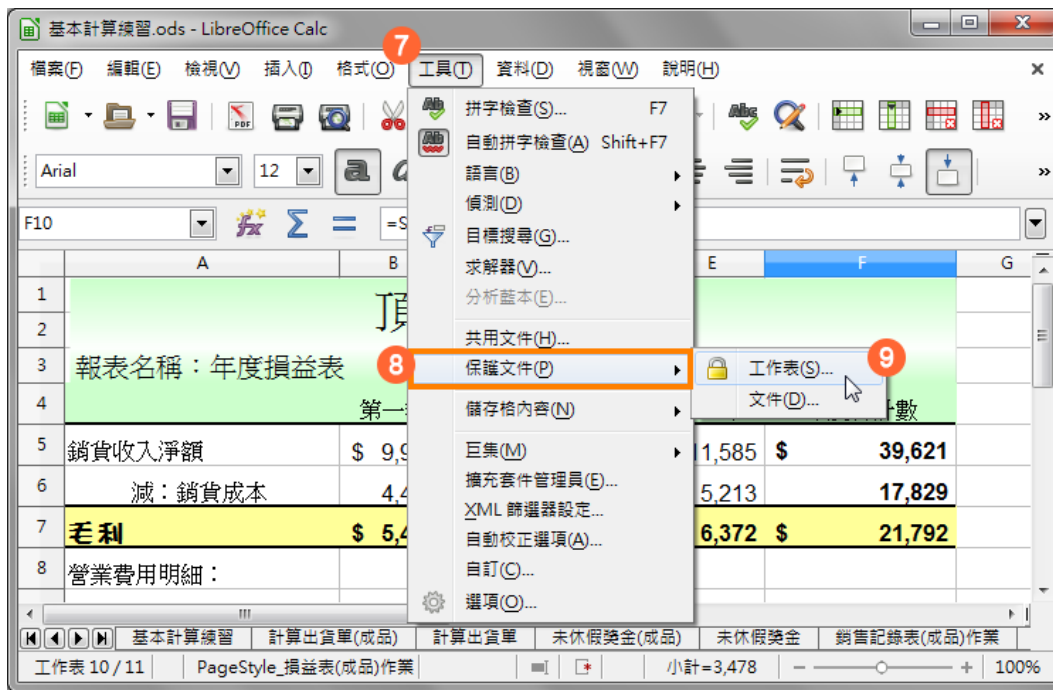 基本計算練習.ods - LibreOffice Calc
7
檔案(F) 編輯(E) 檢視(V) 插入(I) 格式(O) 工具(T) 資料(D) 視窗(W) 說明(H)
拼字檢查(S)... F7
自動拼字檢查(A) Shift+F7
語言(B)
偵測(D)
目標搜尋(G)...
求解器(V)...
分析藍本(E)...
共用文件(H)...
8
保護文件(P)
9
工作表(S)...
文件(D)...
儲存格內容(N)
巨集(M)
擴充套件管理員(E)...
XML 篩選器設定...
自動校正選項(A)...
自訂(C)...
選項(O)...
PDF
Abc
Arial 12
F10 =S
A B E F G
1
2
3 報表名稱：年度損益表
4 第一 數
5 銷貨收入淨額 $ 9,9 11,585 $ 39,621
6 減：銷貨成本 4,4 5,213 17,829
7 毛利 $ 5,4 6,372 $ 21,792
8 營業費用明細：
基本計算練習 計算出貨單(成品) 計算出貨單 未休假獎金(成品) 未休假獎金 銷售記錄表(成品)作業
工作表 10 / 11 PageStyle_損益表(成品)作業 小計=3,478 100%